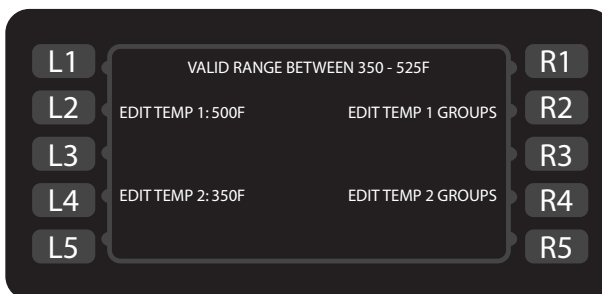 L1 VALID RANGE BETWEEN 350 - 525F R1
L2 EDIT TEMP 1: 500F EDIT TEMP 1 GROUPS R2
L3 R3
L4 EDIT TEMP 2: 350F EDIT TEMP 2 GROUPS R4
L5 R5